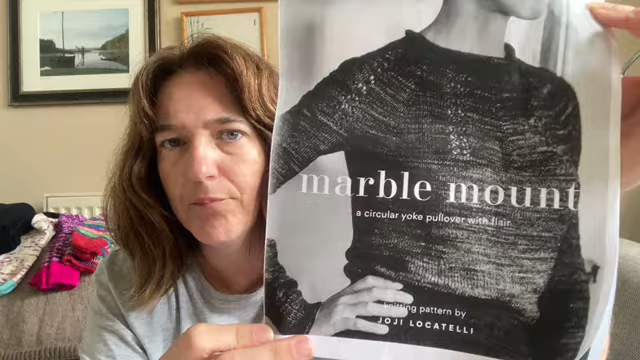 marble mount
a circular yoke pullover with flair
knitting pattern by
JOJI LOCATELLI